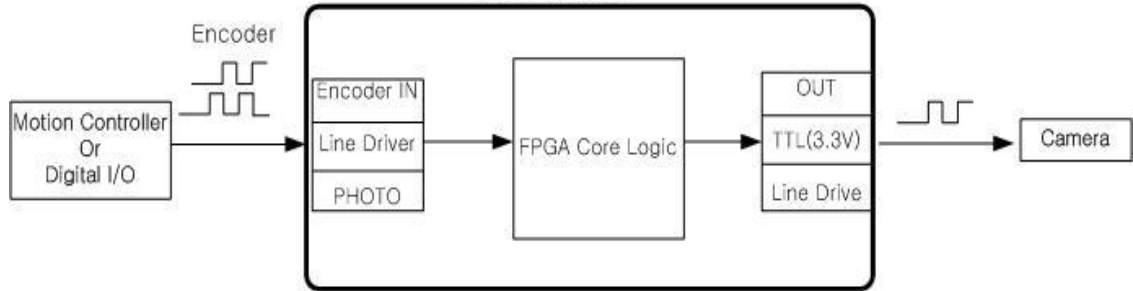 Encoder
Motion Controller
Or
Digital I/O
Encoder IN
Line Driver
PHOTO
FPGA Core Logic
OUT
TTL(3.3V)
Line Drive
Camera